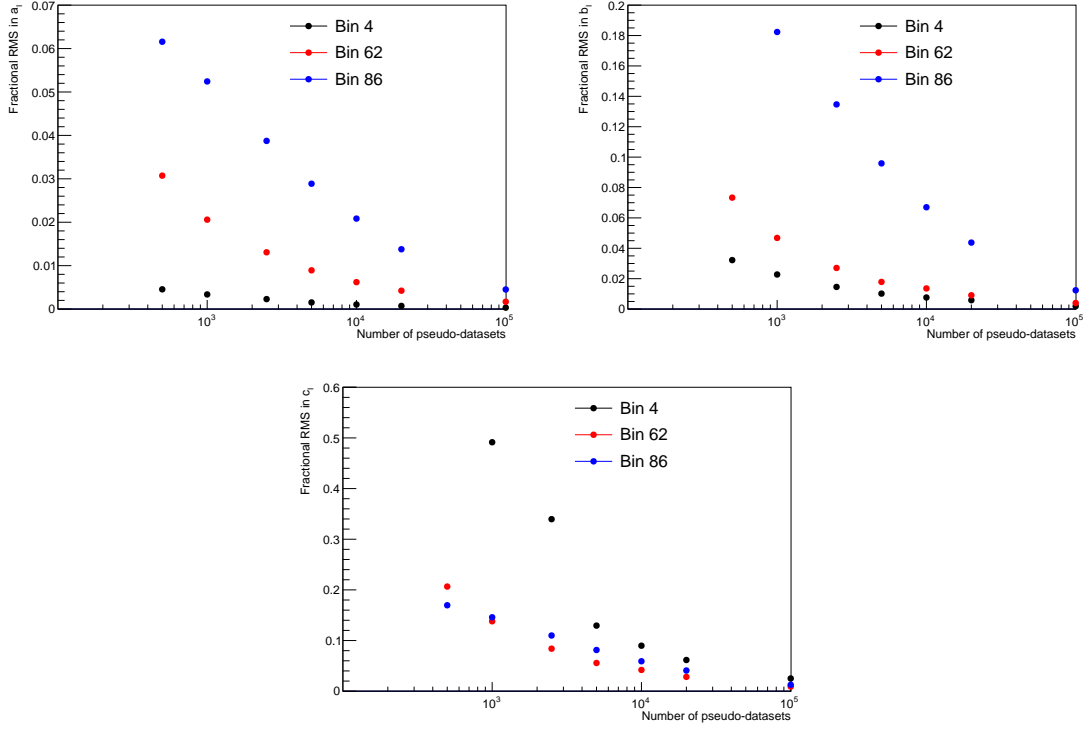 Fractional RMS in a_l
0.07
0.06
0.05
0.04
0.03
0.02
0.01
0
Bin 4
Bin 62
Bin 86
10^3
10^4
10^5
Number of pseudo-datasets
Fractional RMS in b_l
0.2
0.18
0.16
0.14
0.12
0.1
0.08
0.06
0.04
0.02
0
Bin 4
Bin 62
Bin 86
10^3
10^4
10^5
Number of pseudo-datasets
Fractional RMS in c_l
0.6
0.5
0.4
0.3
0.2
0.1
0
Bin 4
Bin 62
Bin 86
10^3
10^4
10^5
Number of pseudo-datasets